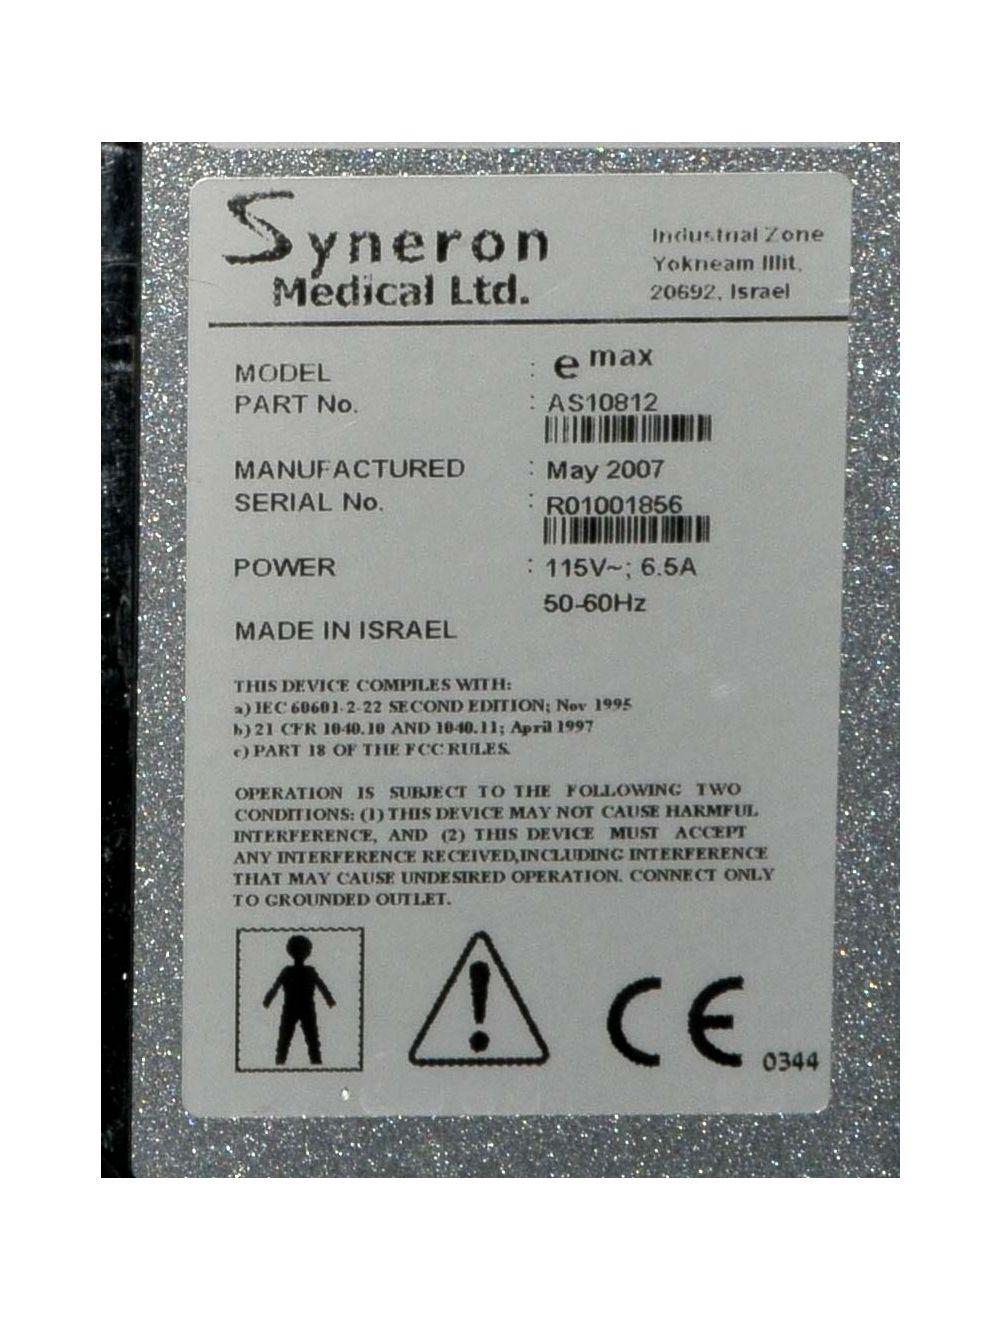 Syneron
Medical Ltd.
Industrial Zone
Yokneam Illit,
20692, Israel
MODEL : e max
PART No. : AS10812
MANUFACTURED : May 2007
SERIAL No. : R01001856
POWER : 115V~; 6.5A
50-60Hz
MADE IN ISRAEL
THIS DEVICE COMPILES WITH:
a) IEC 60601-2-22 SECOND EDITION; Nov 1995
b) 21 CFR 1040.10 AND 1040.11; April 1997
c) PART 18 OF THE FCC RULES.
OPERATION IS SUBJECT TO THE FOLLOWING TWO
CONDITIONS: (1) THIS DEVICE MAY NOT CAUSE HARMFUL
INTERFERENCE, AND (2) THIS DEVICE MUST ACCEPT
ANY INTERFERENCE RECEIVED,INCLUDING INTERFERENCE
THAT MAY CAUSE UNDESIRED OPERATION. CONNECT ONLY
TO GROUNDED OUTLET.
CE 0344